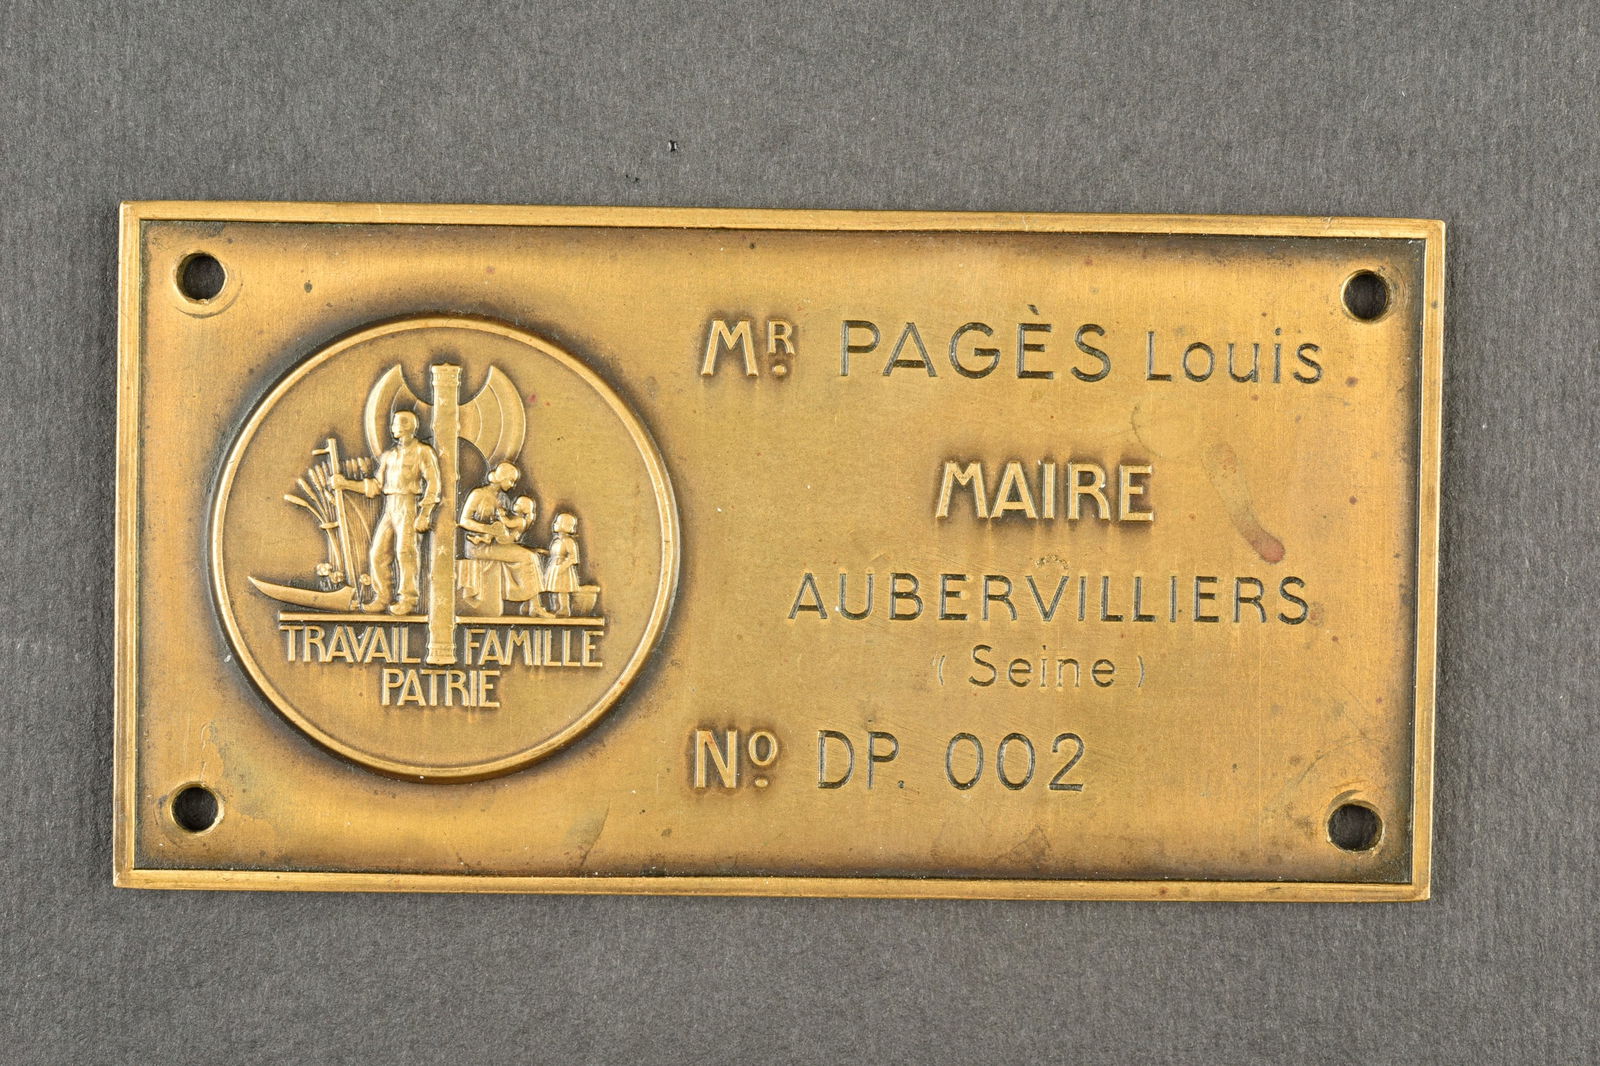 TRAVAIL FAMILLE
PATRIE
MR. PAGÈS Louis
MAIRE
AUBERVILLIERS
(Seine)
No. DP. 002